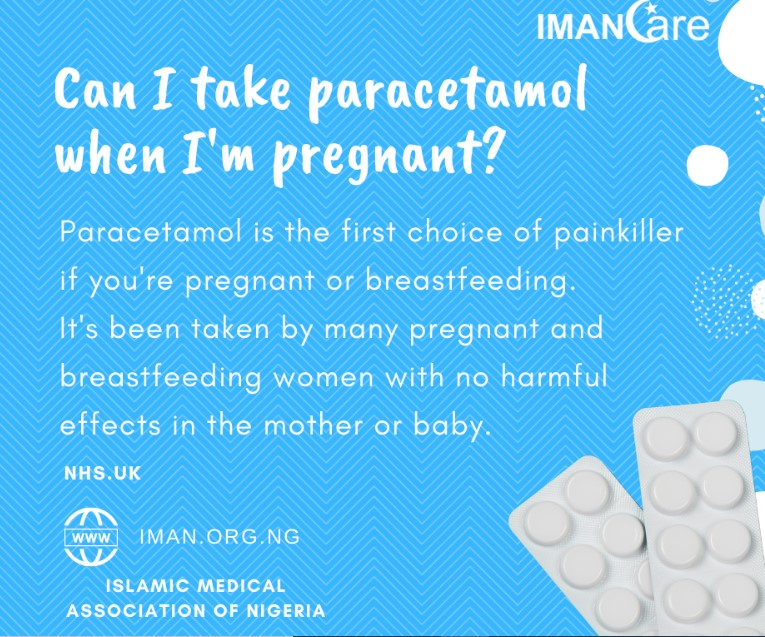 IMANCare
Can I take paracetamol
when I'm pregnant?
Paracetamol is the first choice of painkiller
if you're pregnant or breastfeeding.
It's been taken by many pregnant and
breastfeeding women with no harmful
effects in the mother or baby.
NHS.UK
WWW IMAN.ORG.NG
ISLAMIC MEDICAL
ASSOCIATION OF NIGERIA